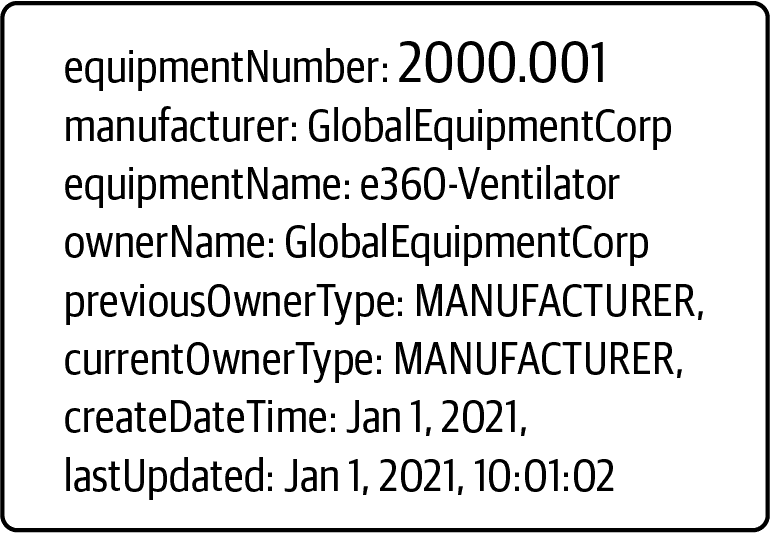 equipmentNumber: 2000.001
manufacturer: GlobalEquipmentCorp
equipmentName: e360-Ventilator
ownerName: GlobalEquipmentCorp
previousOwnerType: MANUFACTURER,
currentOwnerType: MANUFACTURER,
createDateTime: Jan 1, 2021,
lastUpdated: Jan 1, 2021, 10:01:02